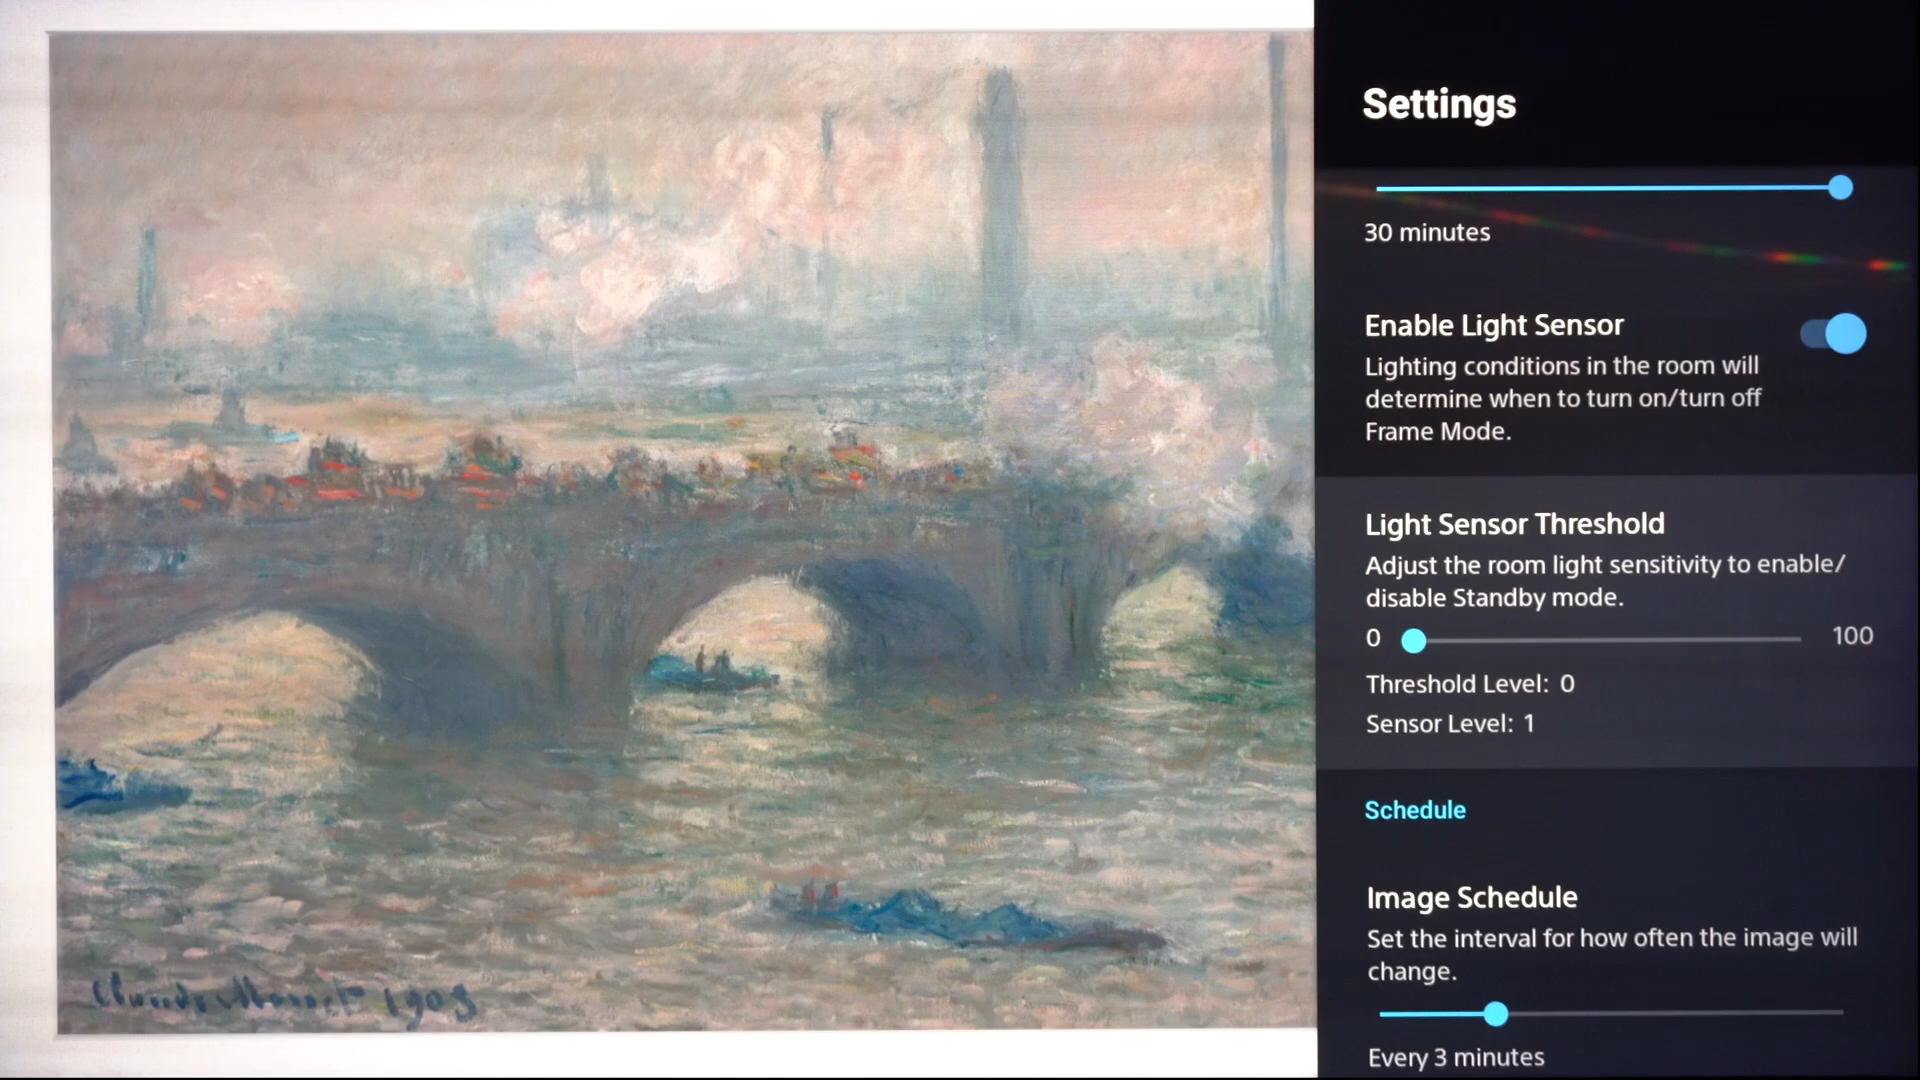 Settings
30 minutes
Enable Light Sensor
Lighting conditions in the room will
determine when to turn on/turn off
Frame Mode.
Light Sensor Threshold
Adjust the room light sensitivity to enable/
disable Standby mode.
0 100
Threshold Level: 0
Sensor Level: 1
Schedule
Image Schedule
Set the interval for how often the image will
change.
Every 3 minutes
Claude Monet 1903